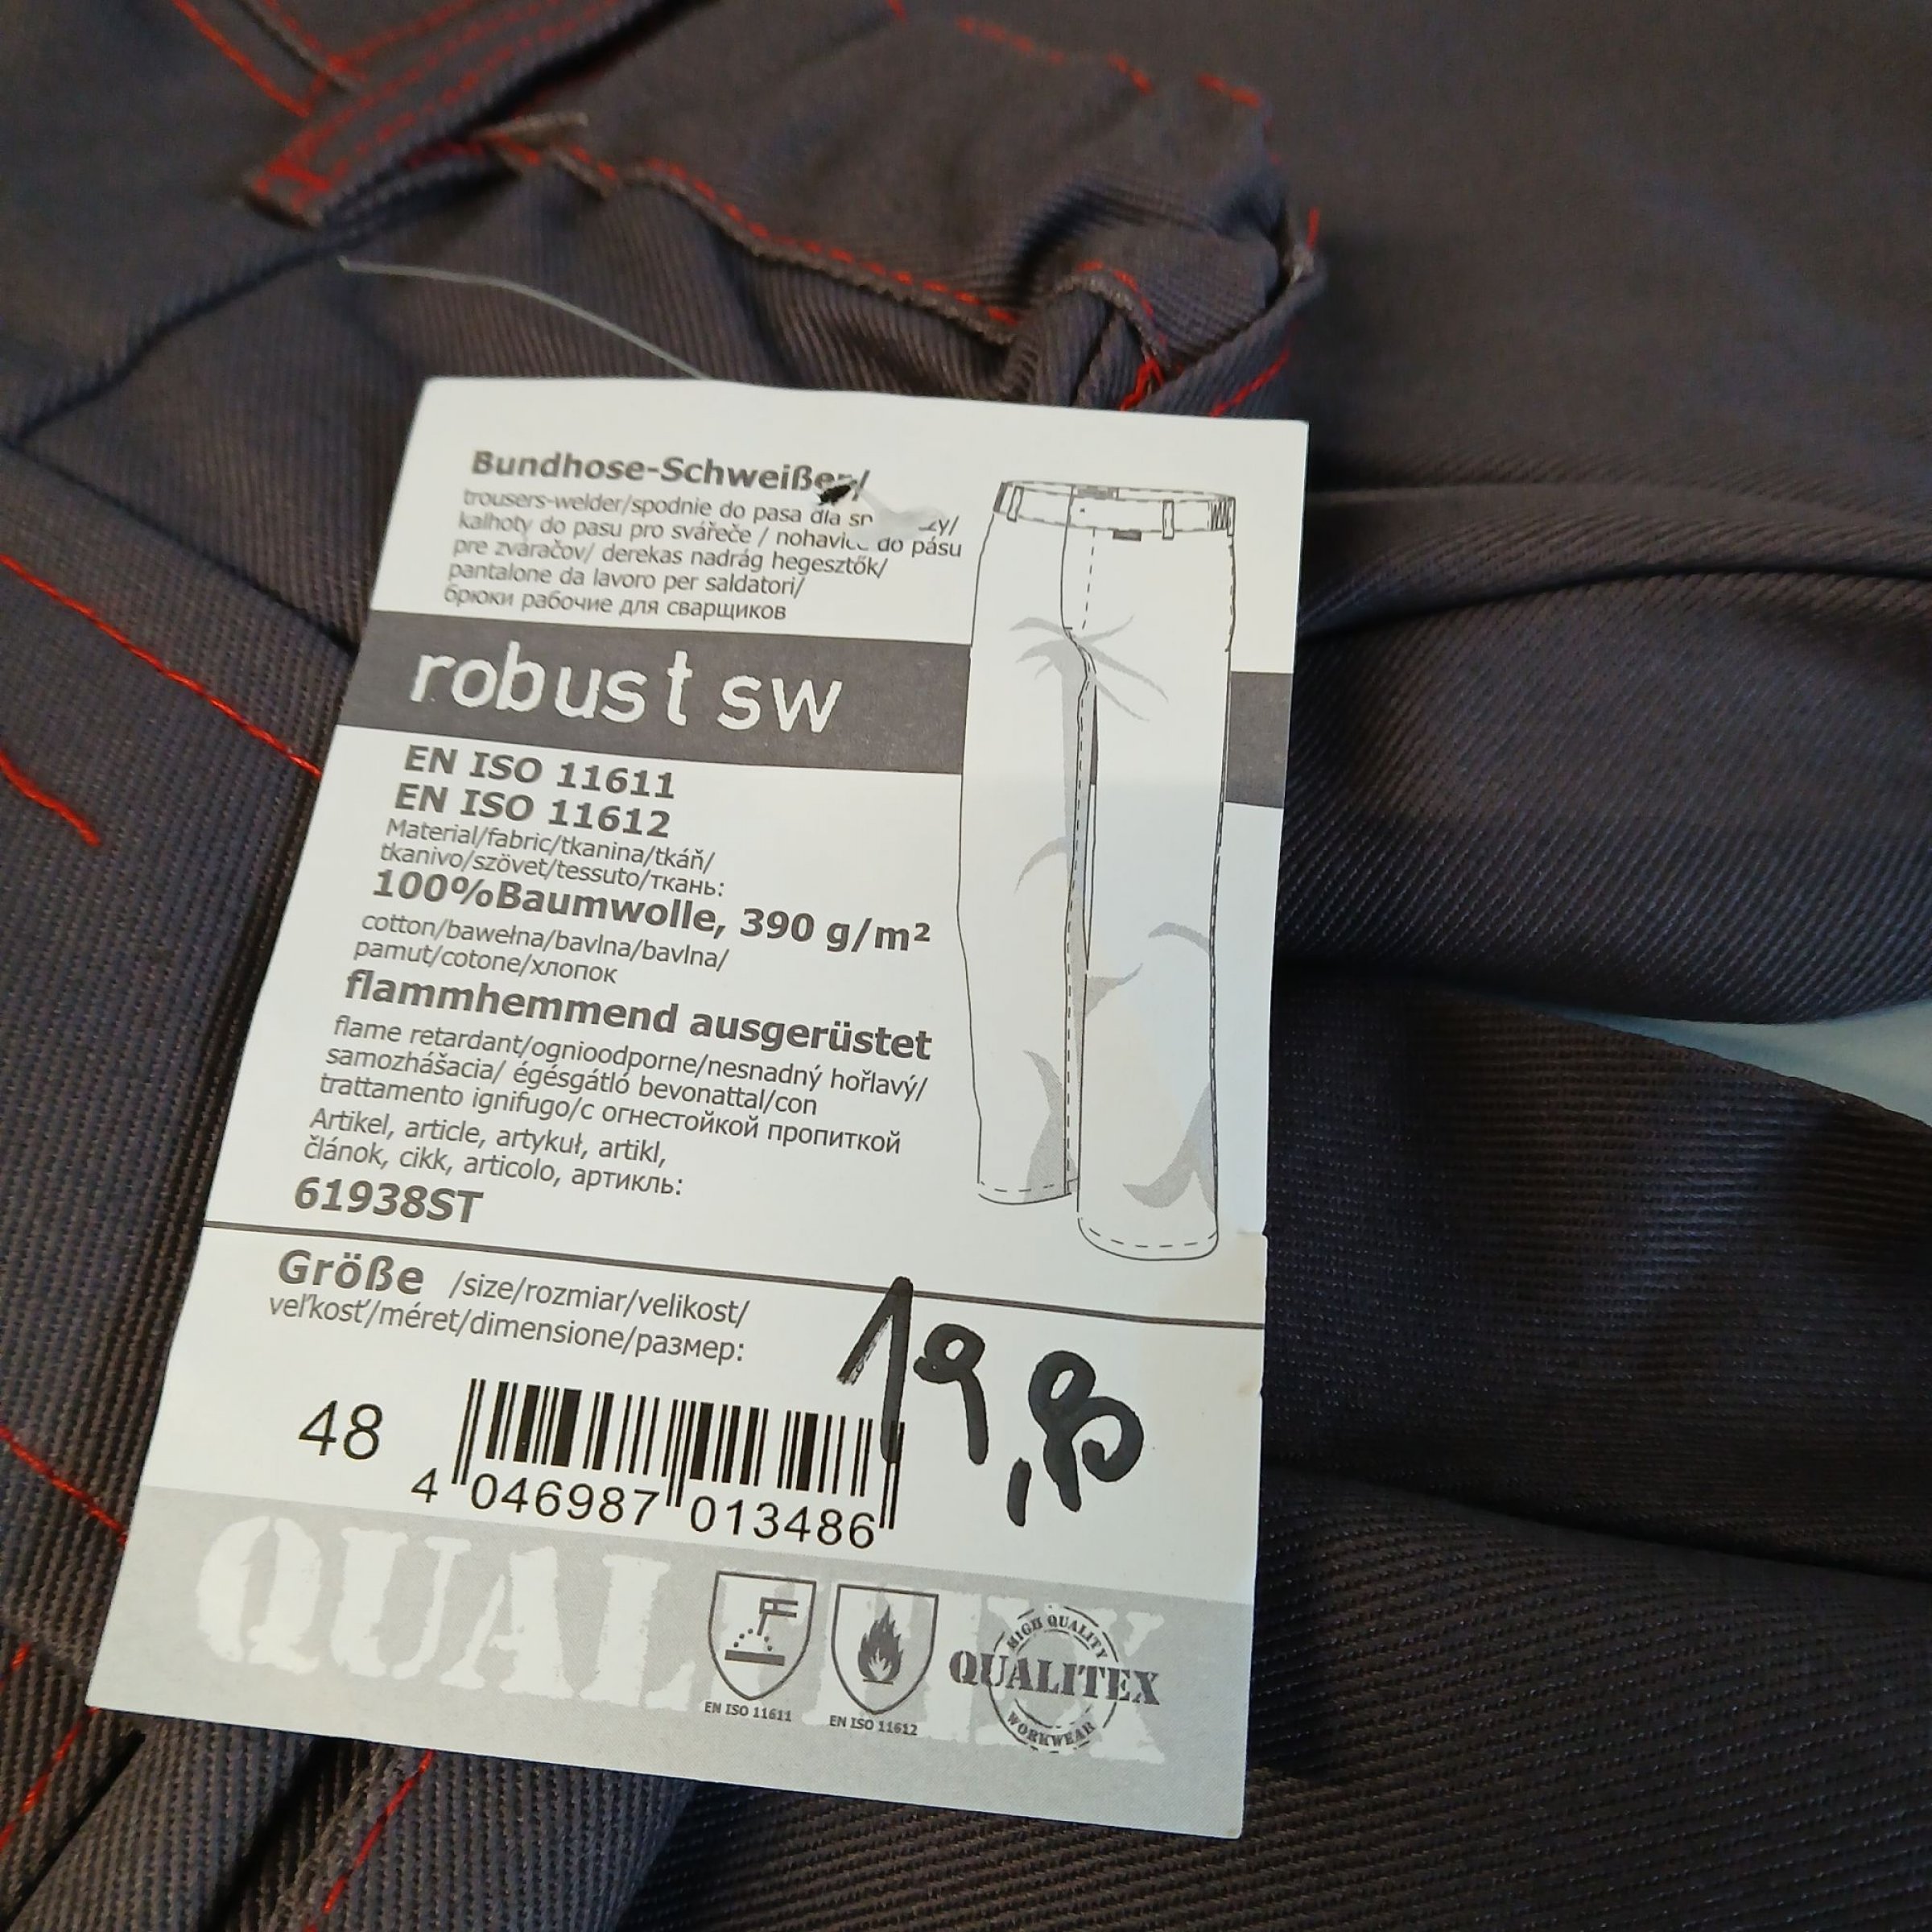 Bundhose-Schweißer/
trousers-welder/spodnie do pasa dla
kalhoty do pasu pro svářeče / nohavice do pásu
pre zváračov/ derekas nadrág hegesztők/
pantalone da lavoro per saldatori/
брюки рабочие для сварщиков
robust sw
EN ISO 11611
EN ISO 11612
Material/fabric/tkanina/tkáň/
tkanivo/szövet/tessuto/ткань:
100%Baumwolle, 390 g/m²
cotton/bawełna/bavlna/bavlna/
pamut/cotone/хлопок
flammhemmend ausgerüstet
flame retardant/ognioodporne/nesnadný hořlavý/
samozhášacia/ égésgátló bevonattal/con
trattamento ignifugo/с огнестойкой пропиткой
Artikel, article, artykuł, artikl,
článok, cikk, articolo, артикль:
61938ST
Größe /size/rozmiar/velikost/
veľkosť/méret/dimensione/размер:
48
4 046987 013486
EN ISO 11611
EN ISO 11612
HIGH QUALITY
QUALITEX
WORKWEAR